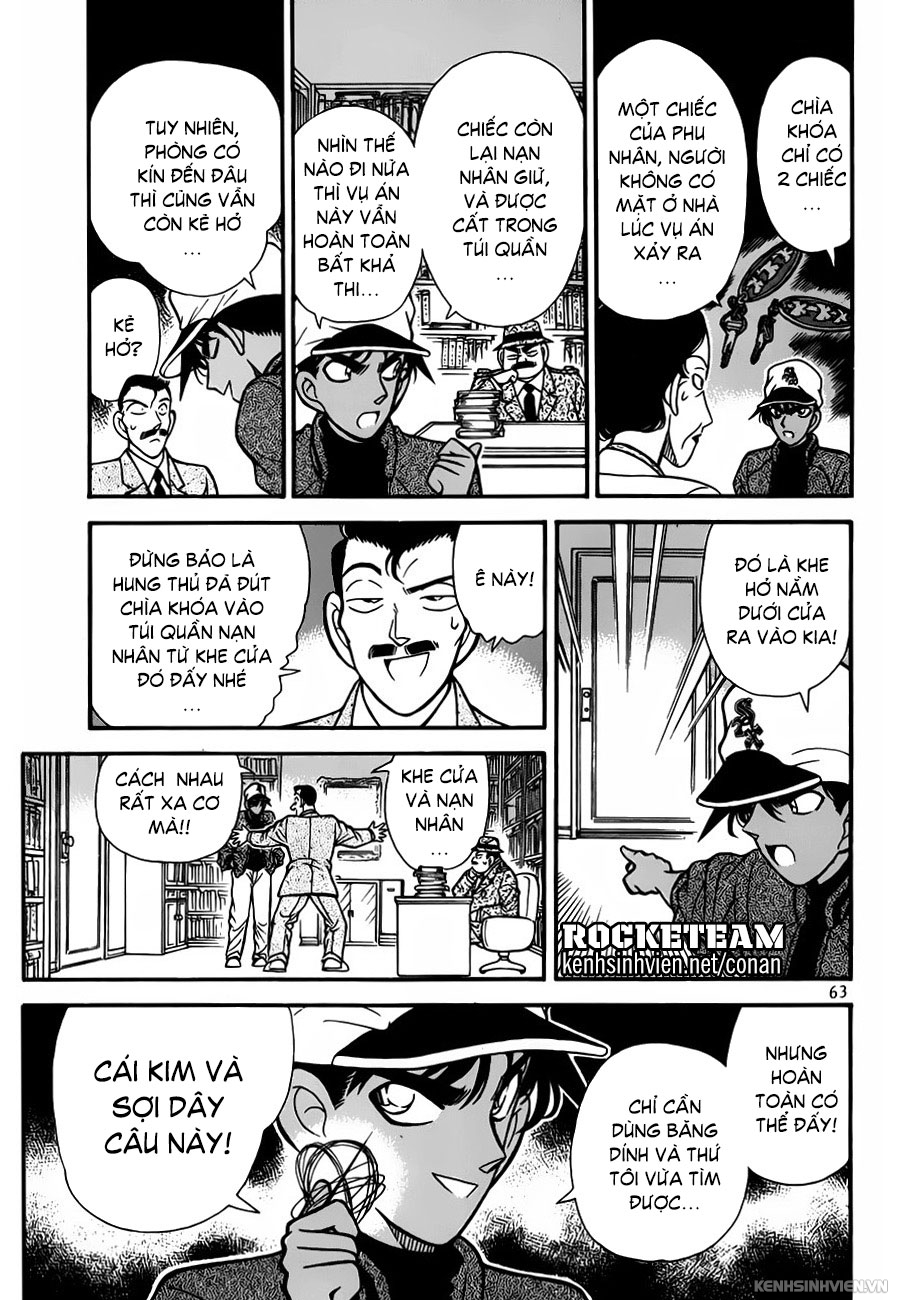 CHÌA
KHÓA
CHỈ CÓ
2 CHIẾC
...
MỘT CHIẾC
CỦA PHU
NHÂN, NGƯỜI
KHÔNG CÓ
MẶT Ở NHÀ
LÚC VỤ ÁN
XẢY RA
...
CHIẾC CÒN
LẠI NẠN
NHÂN GIỮ,
VÀ ĐƯỢC
CẤT TRONG
TÚI QUẦN
...
NHÌN THẾ
NÀO ĐI NỮA
THÌ VỤ ÁN
NÀY VẪN
HOÀN TOÀN
BẤT KHẢ
THI...
TUY NHIÊN,
PHÒNG CÓ
KÍN ĐẾN ĐÂU
THÌ CŨNG VẪN
CÒN KẼ HỞ
...
KẼ
HỞ?
ĐÓ LÀ KHE
HỞ NẰM
DƯỚI CỬA
RA VÀO KIA!
Ê NÀY!
ĐỪNG BẢO LÀ
HUNG THỦ ĐÃ ĐÚT
CHÌA KHÓA VÀO
TÚI QUẦN NẠN
NHÂN TỪ KHE CỬA
ĐÓ ĐẤY NHÉ
...
KHE CỬA
VÀ NẠN
NHÂN
...
CÁCH NHAU
RẤT XA CƠ
MÀ!!
ROCKETEAM
kenhsinhvien.net/conan
63
NHƯNG
HOÀN
TOÀN CÓ
THỂ ĐẤY!
CHỈ CẦN
DÙNG BĂNG
DÍNH VÀ THỨ
TÔI VỪA TÌM
ĐƯỢC...
CÁI KIM VÀ
SỢI DÂY
CÂU NÀY!
KENHSINHVIEN.VN